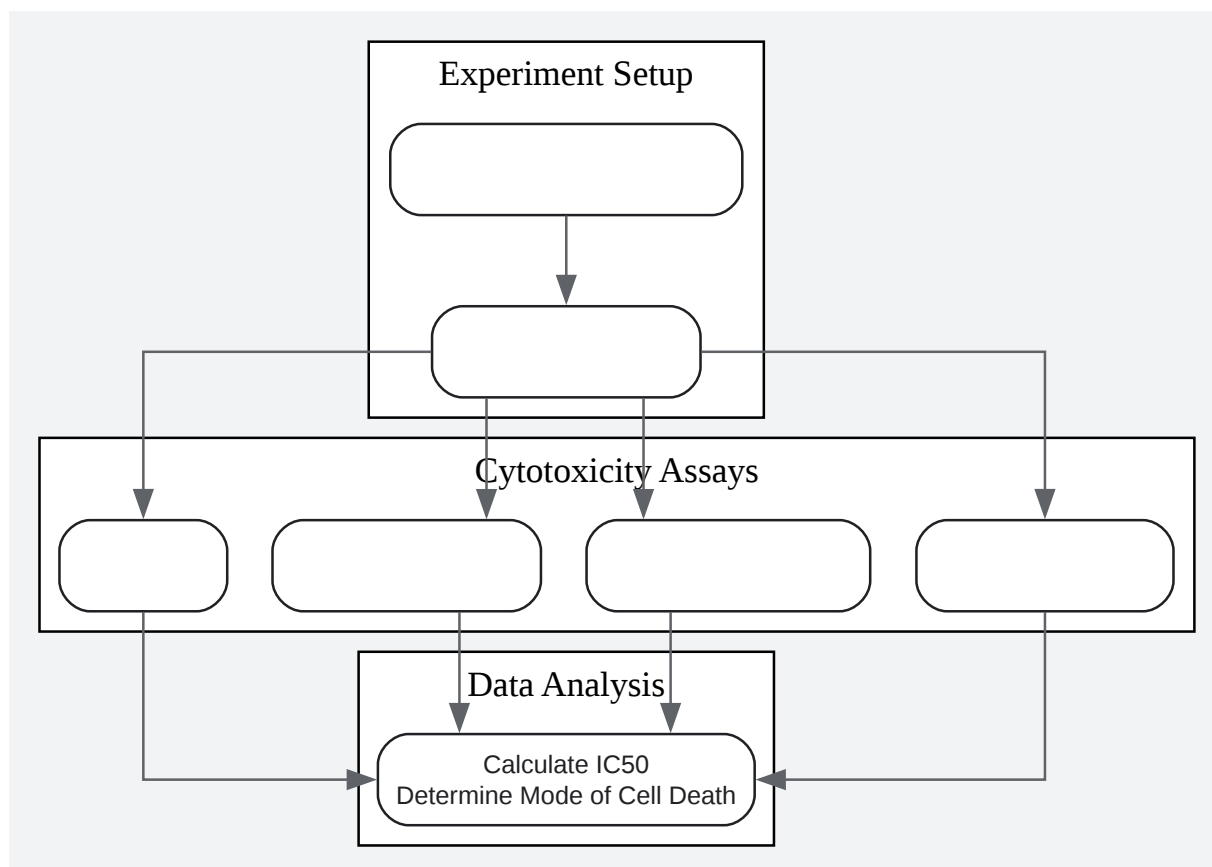 Experiment Setup
Cytotoxicity Assays
Data Analysis
Calculate IC50
Determine Mode of Cell Death